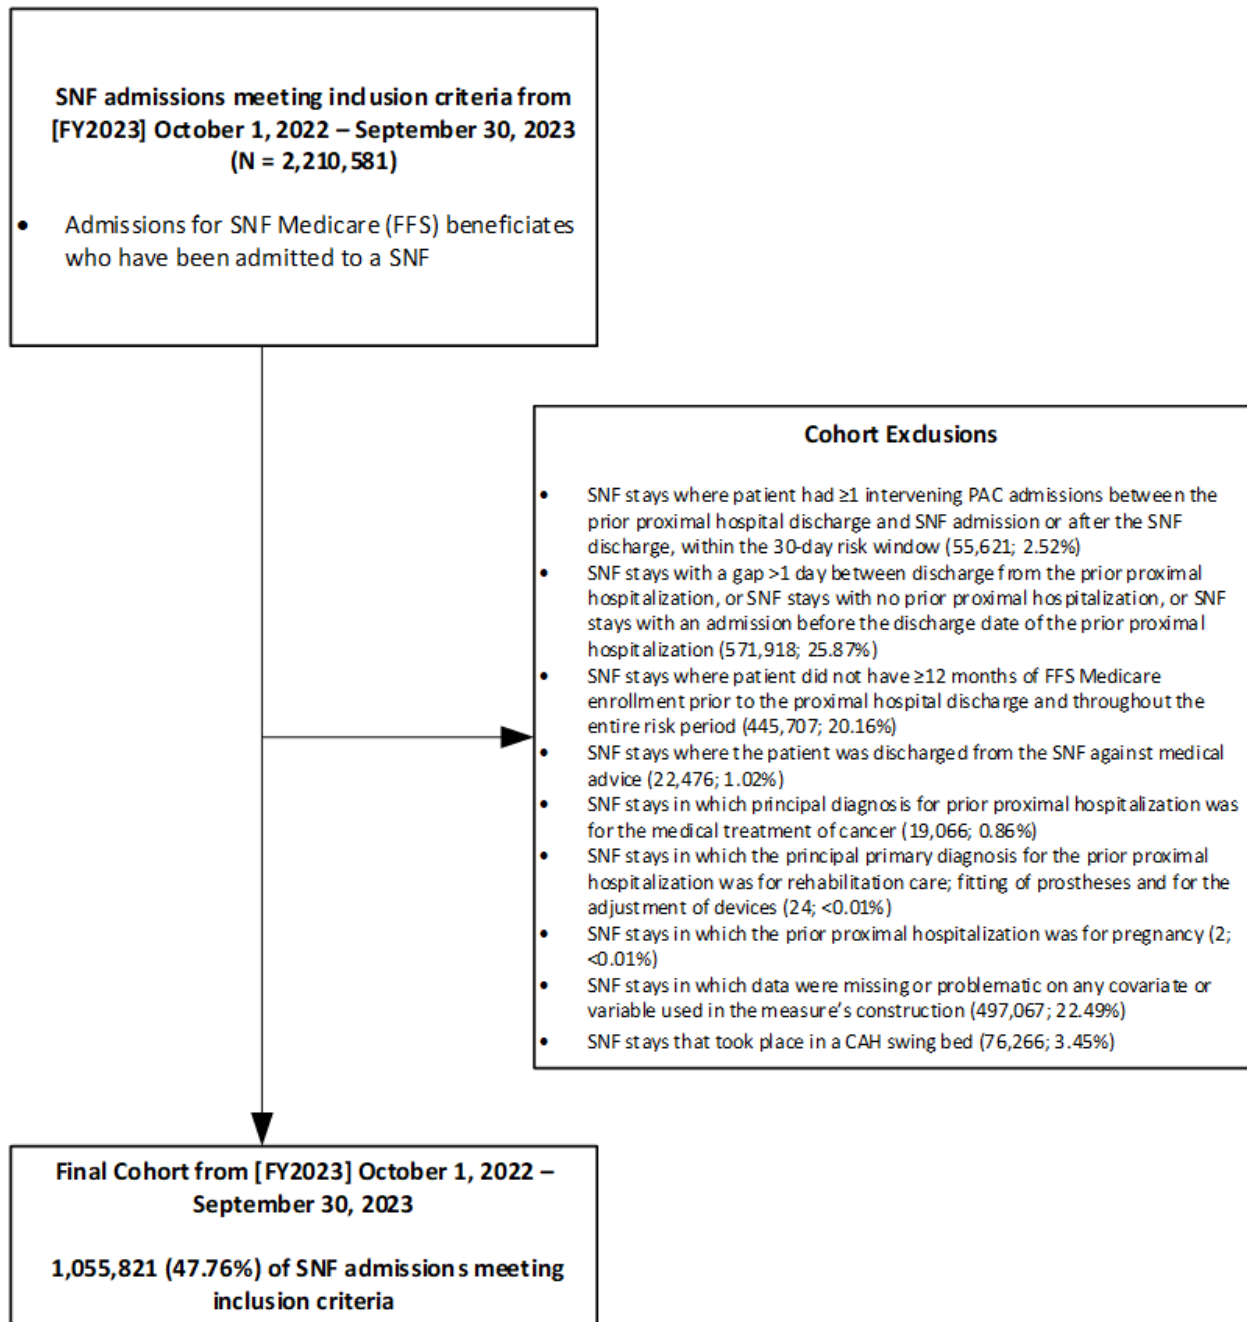 SNF admissions meeting inclusion criteria from
[FY2023] October 1, 2022 – September 30, 2023
(N = 2,210,581)
• Admissions for SNF Medicare (FFS) beneficiates
who have been admitted to a SNF
Cohort Exclusions
• SNF stays where patient had ≥1 intervening PAC admissions between the
prior proximal hospital discharge and SNF admission or after the SNF
discharge, within the 30-day risk window (55,621; 2.52%)
• SNF stays with a gap >1 day between discharge from the prior proximal
hospitalization, or SNF stays with no prior proximal hospitalization, or SNF
stays with an admission before the discharge date of the prior proximal
hospitalization (571,918; 25.87%)
• SNF stays where patient did not have ≥12 months of FFS Medicare
enrollment prior to the proximal hospital discharge and throughout the
entire risk period (445,707; 20.16%)
• SNF stays where the patient was discharged from the SNF against medical
advice (22,476; 1.02%)
• SNF stays in which principal diagnosis for prior proximal hospitalization was
for the medical treatment of cancer (19,066; 0.86%)
• SNF stays in which the principal primary diagnosis for the prior proximal
hospitalization was for rehabilitation care; fitting of prostheses and for the
adjustment of devices (24; <0.01%)
• SNF stays in which the prior proximal hospitalization was for pregnancy (2;
<0.01%)
• SNF stays in which data were missing or problematic on any covariate or
variable used in the measure's construction (497,067; 22.49%)
• SNF stays that took place in a CAH swing bed (76,266; 3.45%)
Final Cohort from [FY2023] October 1, 2022 –
September 30, 2023
1,055,821 (47.76%) of SNF admissions meeting
inclusion criteria